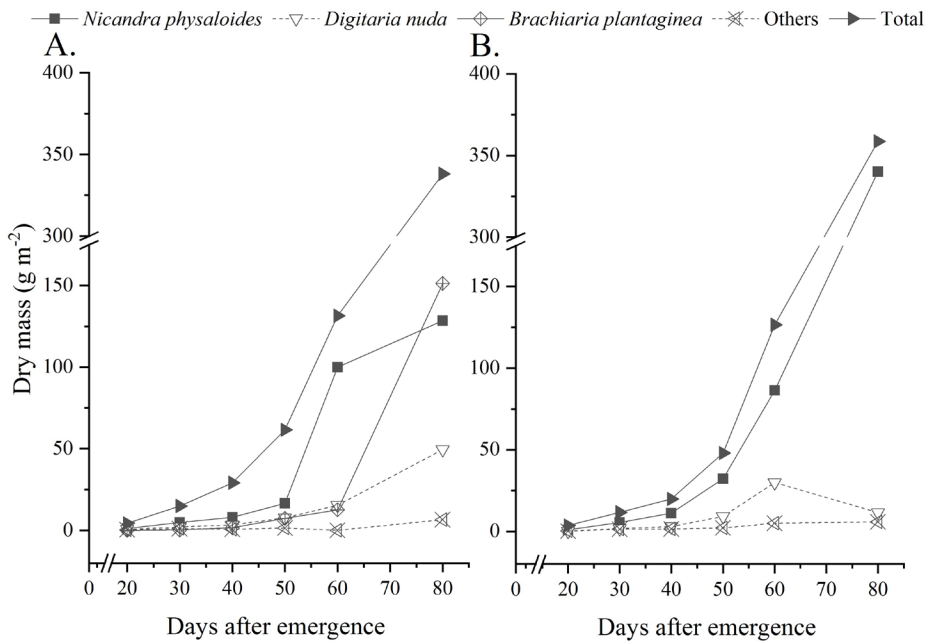 Nicandra physaloides Digitaria nuda Brachiaria plantaginea Others Total
A. B.
400 400
350 350
300 300
150 150
100 100
50 50
0 0
Dry mass (g m-2)
0 20 30 40 50 60 70 80 0 20 30 40 50 60 70 80
Days after emergence Days after emergence